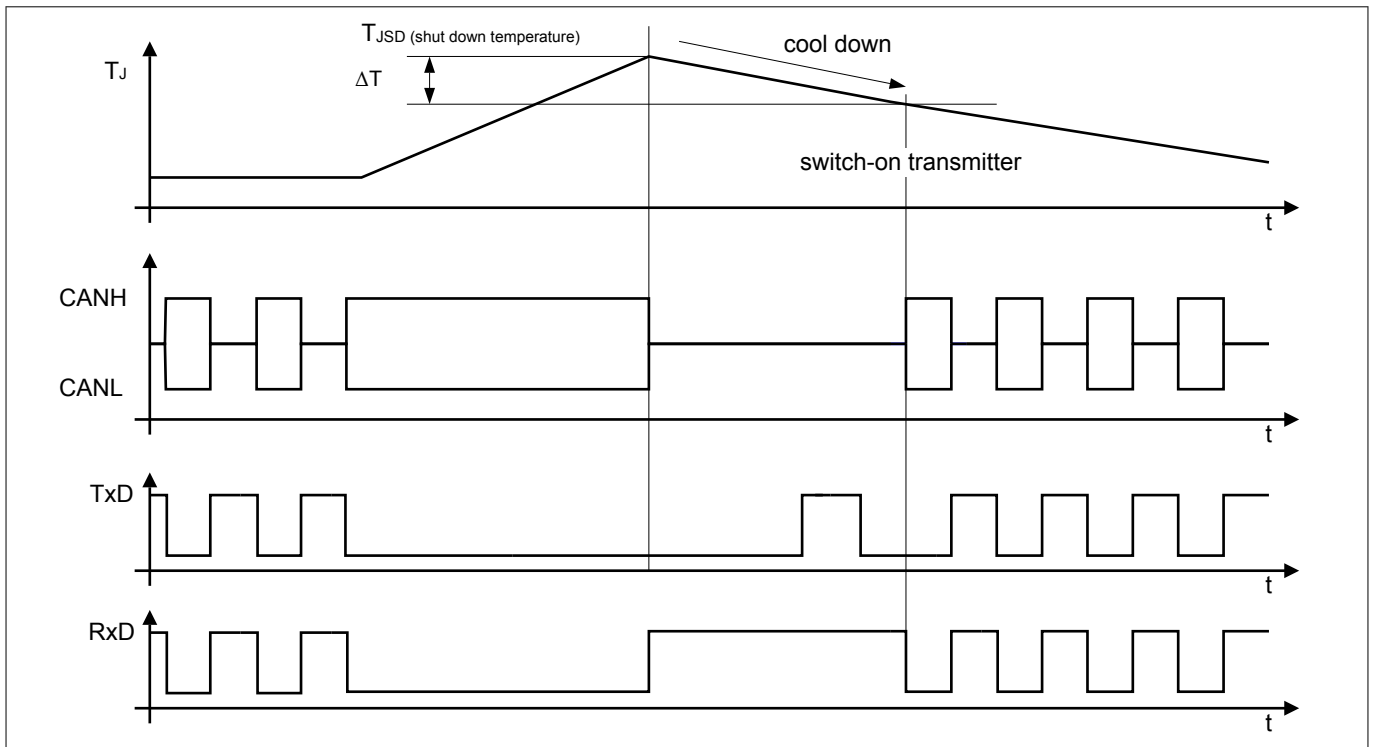 TJSD (shut down temperature)
cool down
TJ
ΔT
switch-on transmitter
t
CANH
CANL
t
TxD
t
RxD
t